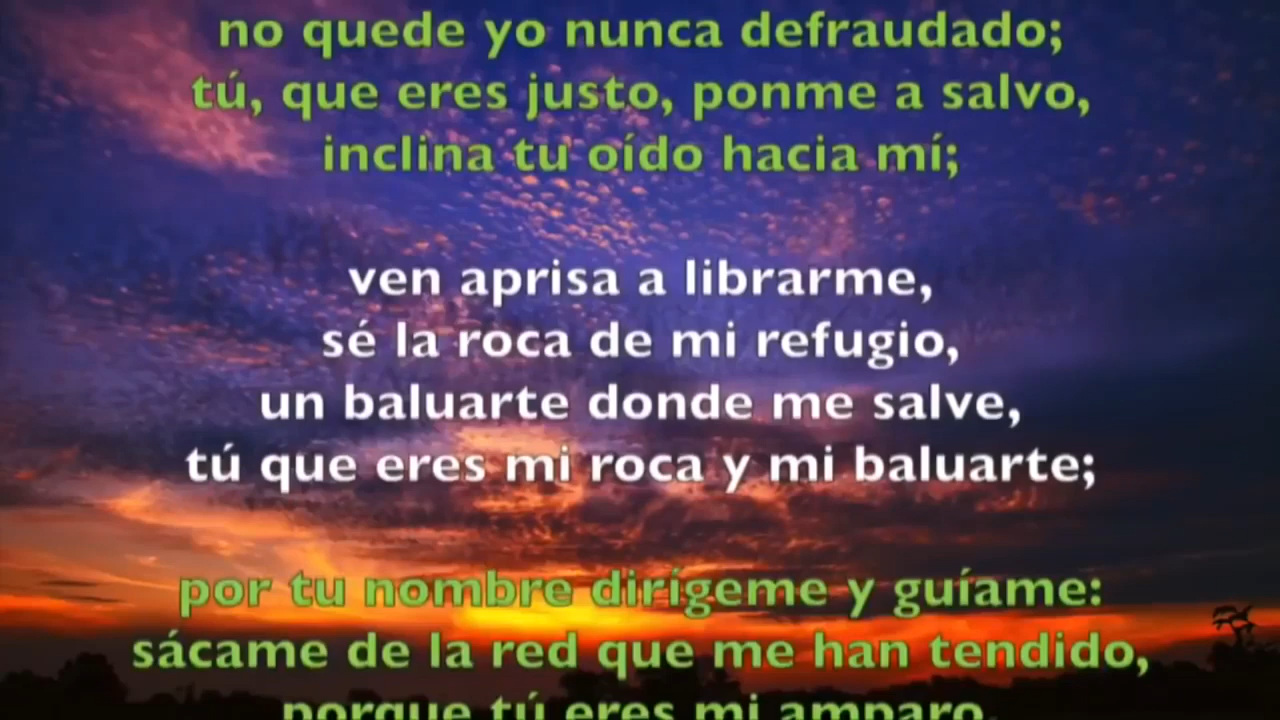 no quede yo nunca defraudado;
tú, que eres justo, ponme a salvo,
inclina tu oído hacia mí;
ven aprisa a librarme,
sé la roca de mi refugio,
un baluarte donde me salve,
tú que eres mi roca y mi baluarte;
por tu nombre dirígeme y guíame:
sácame de la red que me han tendido,
porque tú eres mi amparo.